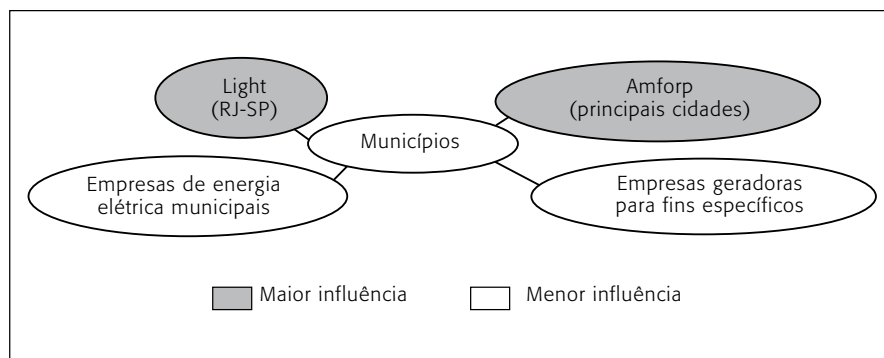 Light
(RJ-SP)
Amforp
(principais cidades)
Municípios
Empresas de energia
elétrica municipais
Empresas geradoras
para fins específicos
Maior influência
Menor influência